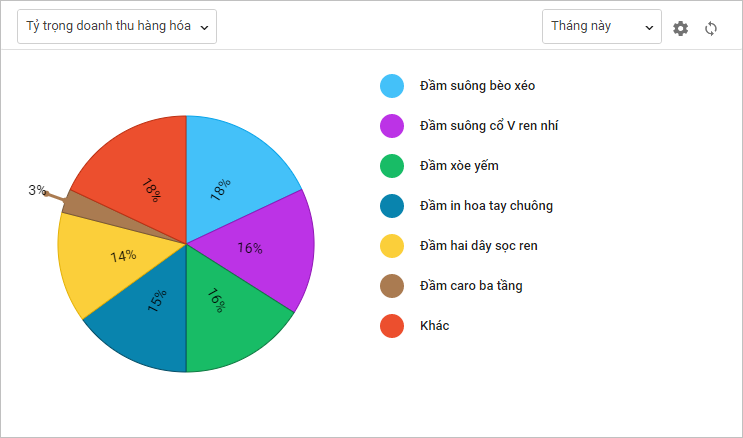 Tỷ trọng doanh thu hàng hóa
Tháng này
Đầm suông bèo xéo
Đầm suông cổ V ren nhí
Đầm xòe yếm
Đầm in hoa tay chuông
Đầm hai dây sọc ren
Đầm caro ba tầng
Khác
18%
18%
3%
16%
14%
15%
16%